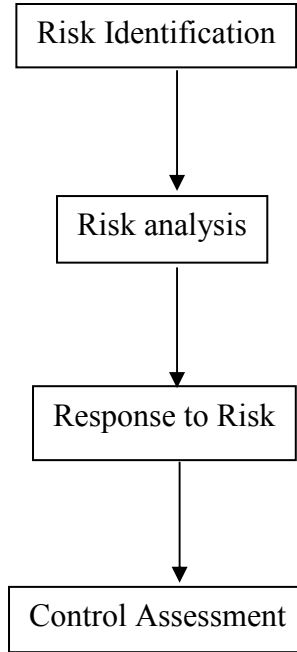 Risk Identification
Risk analysis
Response to Risk
Control Assessment